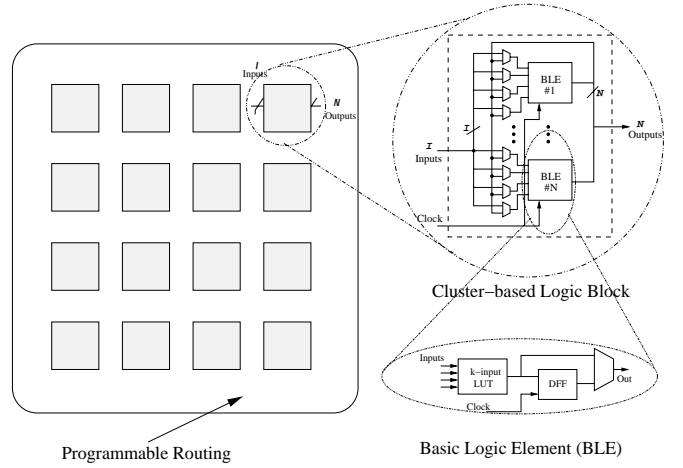 I
Inputs
N
Outputs
BLE
#1
N
I
N
Outputs
I
Inputs
BLE
#N
Clock
Cluster−based Logic Block
Inputs
k−input
LUT
DFF
Out
Clock
Programmable Routing
Basic Logic Element (BLE)